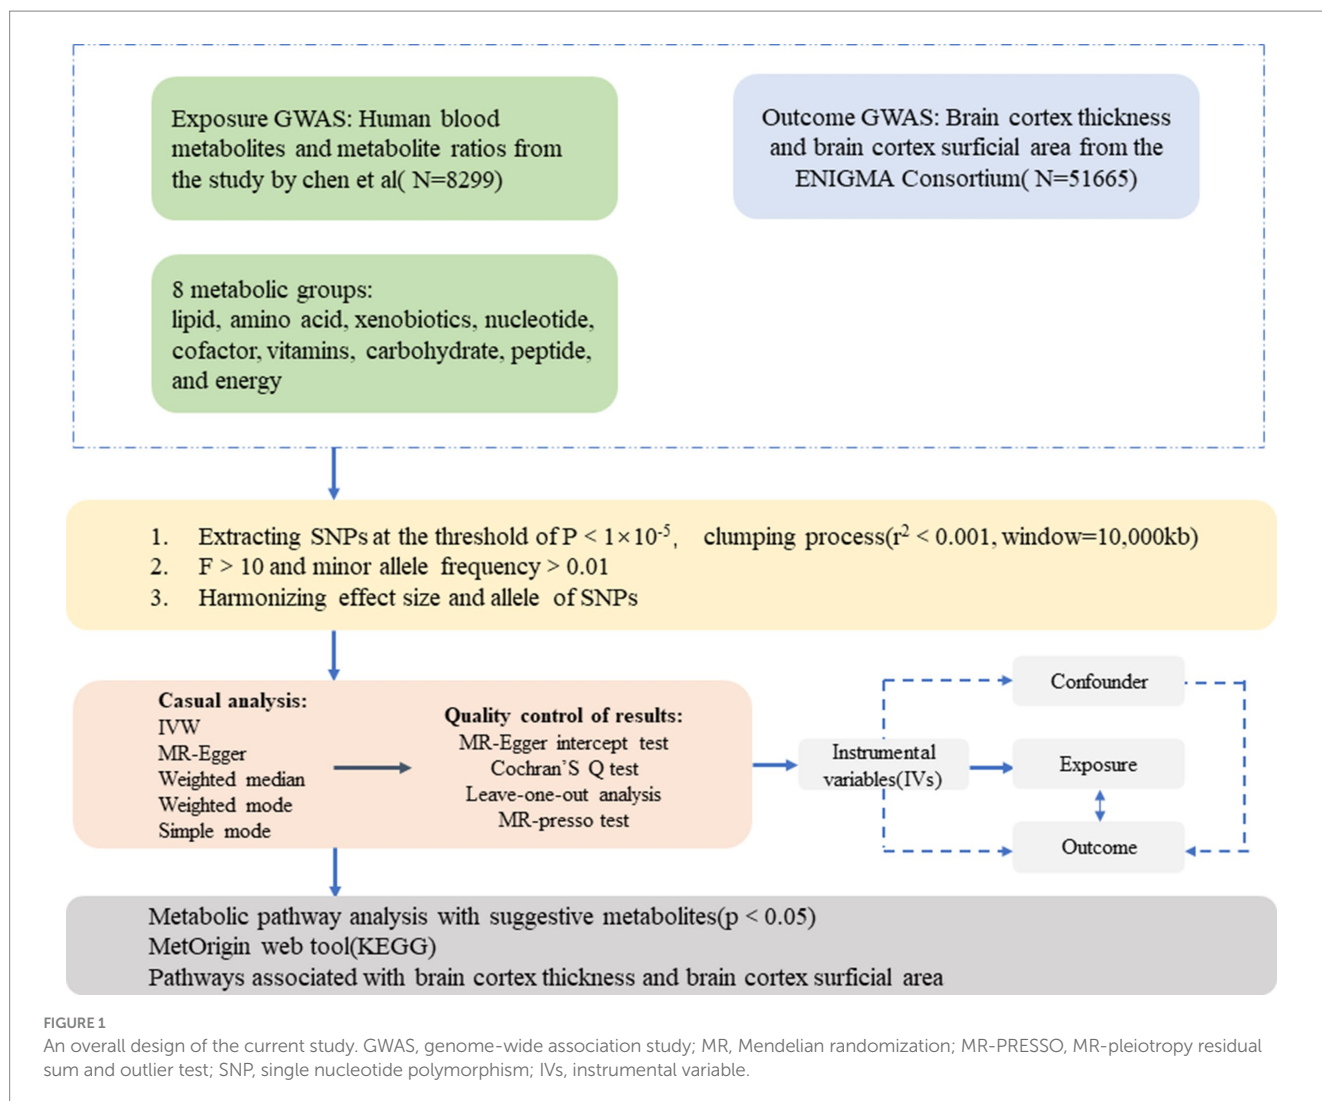 Exposure GWAS: Human blood
metabolites and metabolite ratios from
the study by chen et al( N=8299)
Outcome GWAS: Brain cortex thickness
and brain cortex surficial area from the
ENIGMA Consortium( N=51665)
8 metabolic groups:
lipid, amino acid, xenobiotics, nucleotide,
cofactor, vitamins, carbohydrate, peptide,
and energy
1. Extracting SNPs at the threshold of P < 1×10⁻⁵, clumping process(r² < 0.001, window=10,000kb)
2. F > 10 and minor allele frequency > 0.01
3. Harmonizing effect size and allele of SNPs
Casual analysis:
IVW
MR-Egger
Weighted median
Weighted mode
Simple mode
Quality control of results:
MR-Egger intercept test
Cochran'S Q test
Leave-one-out analysis
MR-presso test
Instrumental
variables(IVs)
Confounder
Exposure
Outcome
Metabolic pathway analysis with suggestive metabolites(p < 0.05)
MetOrigin web tool(KEGG)
Pathways associated with brain cortex thickness and brain cortex surficial area
FIGURE 1
An overall design of the current study. GWAS, genome-wide association study; MR, Mendelian randomization; MR-PRESSO, MR-pleiotropy residual
sum and outlier test; SNP, single nucleotide polymorphism; IVs, instrumental variable.